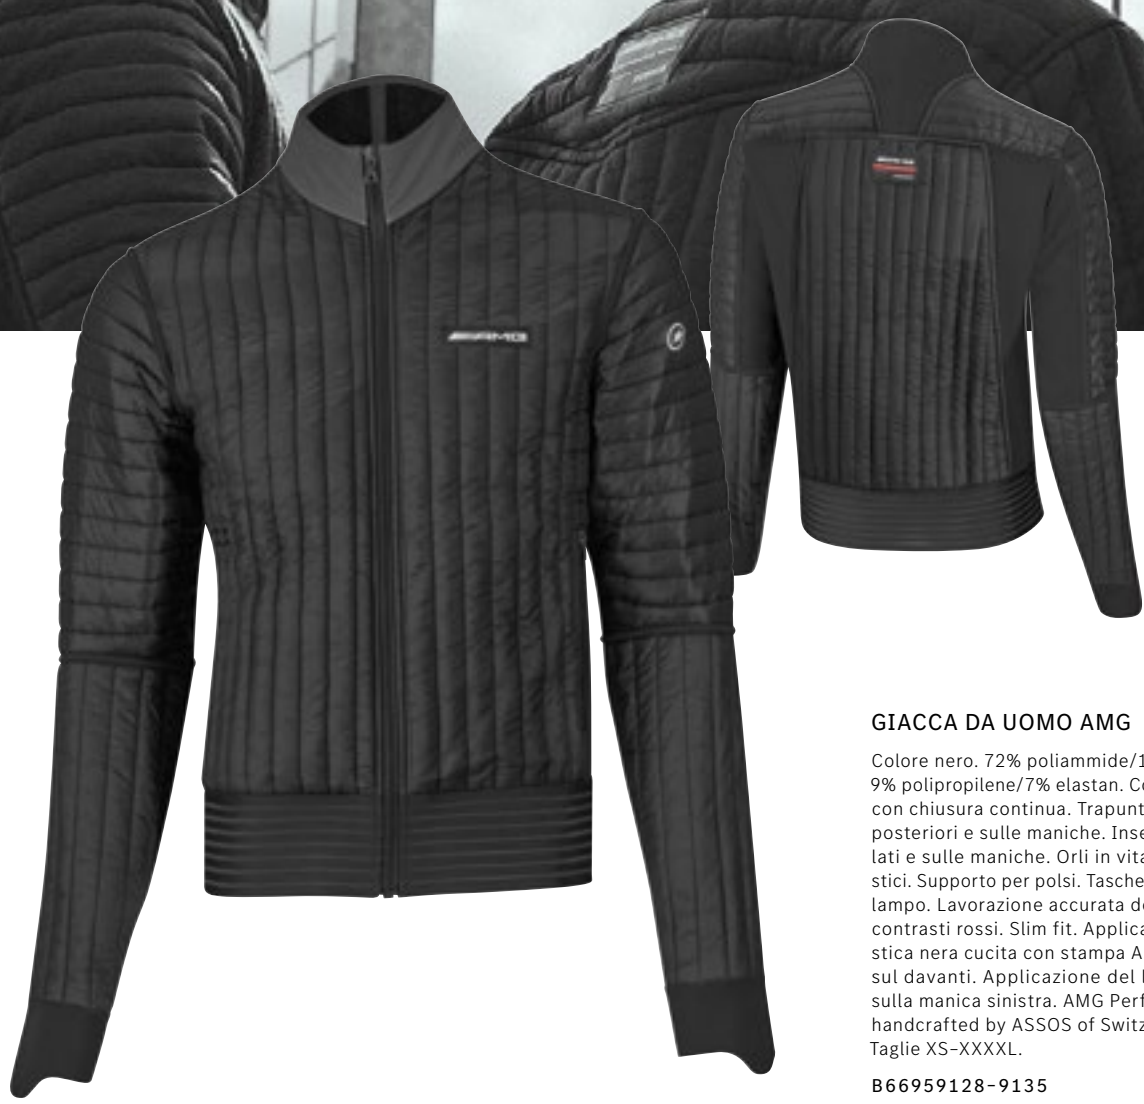 AMG
GIACCA DA UOMO AMG
Colore nero. 72% poliammide/1
9% polipropilene/7% elastan. Co
con chiusura continua. Trapunt
posteriori e sulle maniche. Inse
lati e sulle maniche. Orli in vita
stici. Supporto per polsi. Tasche
lampo. Lavorazione accurata de
contrasti rossi. Slim fit. Applica
stica nera cucita con stampa A
sul davanti. Applicazione del l
sulla manica sinistra. AMG Perf
handcrafted by ASSOS of Switz
Taglie XS–XXXXL.
B66959128–9135